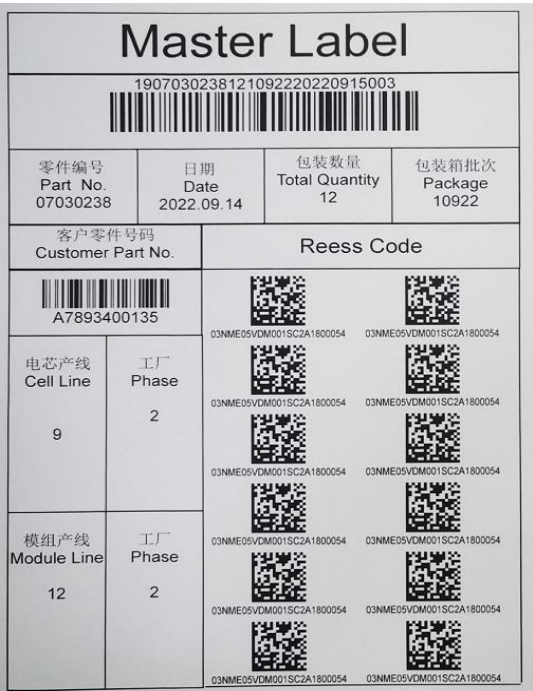 Master Label
190703023812109222022091​5003
零件编号
Part No.
07030238
日期
Date
2022.09.14
包装数量
Total Quantity
12
包装箱批次
Package
10922
客户零件号码
Customer Part No.
Reess Code
A7893400135
03NME05VDM001SC2A1800054 03NME05VDM001SC2A1800054
电芯产线
Cell Line
9
工厂
Phase
2
03NME05VDM001SC2A1800054 03NME05VDM001SC2A1800054
03NME05VDM001SC2A1800054 03NME05VDM001SC2A1800054
模组产线
Module Line
12
工厂
Phase
2
03NME05VDM001SC2A1800054 03NME05VDM001SC2A1800054
03NME05VDM001SC2A1800054 03NME05VDM001SC2A1800054
03NME05VDM001SC2A1800054 03NME05VDM001SC2A1800054